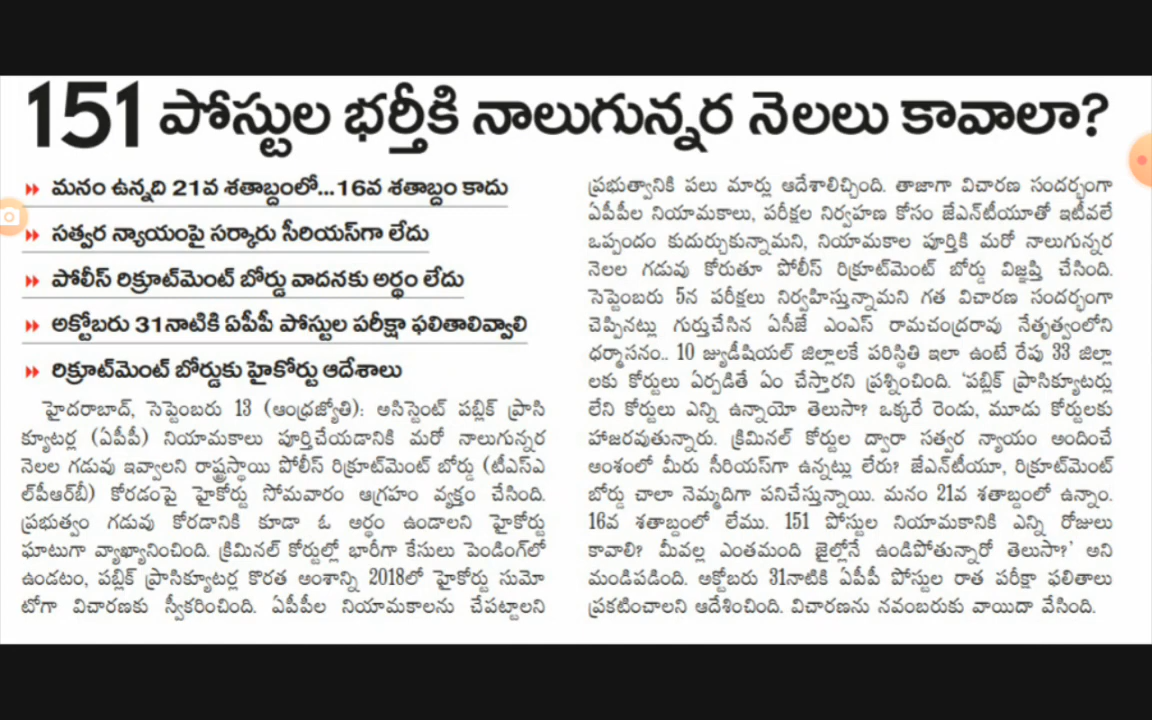 151 పోస్టుల భర్తీకి నాలుగున్నర నెలలు కావాలా?
మనం ఉన్నది 21వ శతాబ్దంలో...16వ శతాబ్దం కాదు
సత్వర న్యాయంపై సర్కారు సీరియస్‌గా లేదు
పోలీస్ రిక్రూట్‌మెంట్ బోర్డు వాదనకు అర్థం లేదు
అక్టోబరు 31నాటికి ఏపీపీ పోస్టుల పరీక్షా ఫలితాలివ్వాలి
రిక్రూట్‌మెంట్ బోర్డుకు హైకోర్టు ఆదేశాలు
హైదరాబాద్, సెప్టెంబరు 13 (ఆంధ్రజ్యోతి): అసిస్టెంట్ పబ్లిక్ ప్రాసి
క్యూటర్ల (ఏపీపీ) నియామకాలు పూర్తిచేయడానికి మరో నాలుగున్నర
నెలల గడువు ఇవ్వాలని రాష్ట్రస్థాయి పోలీస్ రిక్రూట్‌మెంట్ బోర్డు (టీఎస్ఎ
ల్‌పీఆర్‌బీ) కోరడంపై హైకోర్టు సోమవారం ఆగ్రహం వ్యక్తం చేసింది.
ప్రభుత్వం గడువు కోరడానికి కూడా ఓ అర్థం ఉండాలని హైకోర్టు
ఘాటుగా వ్యాఖ్యానించింది. క్రిమినల్ కోర్టుల్లో భారీగా కేసులు పెండింగ్‌లో
ఉండటం, పబ్లిక్ ప్రాసిక్యూటర్ల కొరత అంశాన్ని 2018లో హైకోర్టు సుమో
టోగా విచారణకు స్వీకరించింది. ఏపీపీల నియామకాలను చేపట్టాలని
ప్రభుత్వానికి పలు మార్లు ఆదేశాలిచ్చింది. తాజాగా విచారణ సందర్భంగా
ఏపీపీల నియామకాలు, పరీక్షల నిర్వహణ కోసం జేఎన్‌టీయూతో ఇటీవలే
ఒప్పందం కుదుర్చుకున్నామని, నియామకాల పూర్తికి మరో నాలుగున్నర
నెలల గడువు కోరుతూ పోలీస్ రిక్రూట్‌మెంట్ బోర్డు విజ్ఞప్తి చేసింది.
సెప్టెంబరు 5న పరీక్షలు నిర్వహిస్తున్నామని గత విచారణ సందర్భంగా
చెప్పినట్లు గుర్తుచేసిన ఏసీజే ఎంఎస్ రామచంద్రరావు నేతృత్వంలోని
ధర్మాసనం.. 10 జ్యుడీషియల్ జిల్లాలకే పరిస్థితి ఇలా ఉంటే రేపు 33 జిల్లా
లకు కోర్టులు ఏర్పడితే ఏం చేస్తారని ప్రశ్నించింది. 'పబ్లిక్ ప్రాసిక్యూటర్లు
లేని కోర్టులు ఎన్ని ఉన్నాయో తెలుసా? ఒక్కరే రెండు, మూడు కోర్టులకు
హాజరవుతున్నారు. క్రిమినల్ కోర్టుల ద్వారా సత్వర న్యాయం అందించే
అంశంలో మీరు సీరియస్‌గా ఉన్నట్లు లేరు? జేఎన్‌టీయూ, రిక్రూట్‌మెంట్
బోర్డు చాలా నెమ్మదిగా పనిచేస్తున్నాయి. మనం 21వ శతాబ్దంలో ఉన్నాం.
16వ శతాబ్దంలో లేము. 151 పోస్టుల నియామకానికి ఎన్ని రోజులు
కావాలి? మీవల్ల ఎంతమంది జైల్లోనే ఉండిపోతున్నారో తెలుసా?' అని
మండిపడింది. అక్టోబరు 31నాటికి ఏపీపీ పోస్టుల రాత పరీక్షా ఫలితాలు
ప్రకటించాలని ఆదేశించింది. విచారణను నవంబరుకు వాయిదా వేసింది.